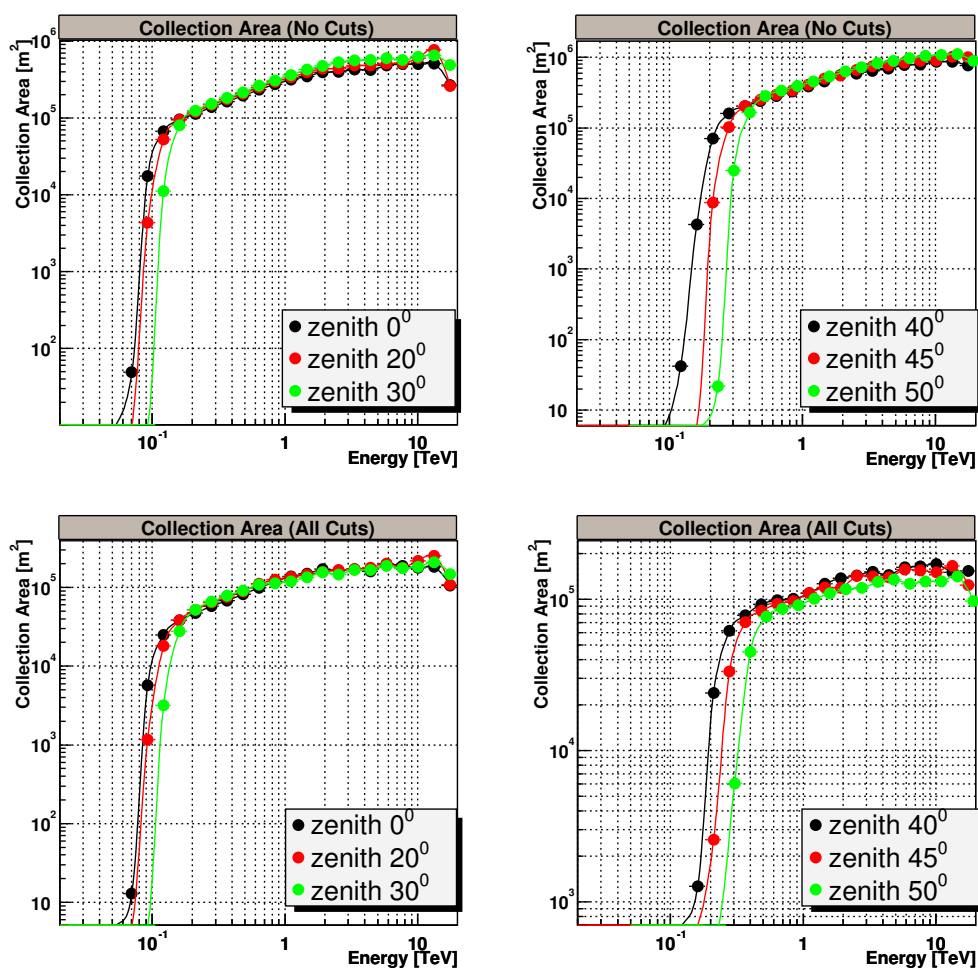 Collection Area (No Cuts)
Collection Area [m²]
10⁶
10⁵
10⁴
10³
10²
10⁻¹
1
10
Energy [TeV]
zenith 0⁰
zenith 20⁰
zenith 30⁰
Collection Area (No Cuts)
Collection Area [m²]
10⁶
10⁵
10⁴
10³
10²
10
10⁻¹
1
10
Energy [TeV]
zenith 40⁰
zenith 45⁰
zenith 50⁰
Collection Area (All Cuts)
Collection Area [m²]
10⁵
10⁴
10³
10²
10
10⁻¹
1
10
Energy [TeV]
zenith 0⁰
zenith 20⁰
zenith 30⁰
Collection Area (All Cuts)
Collection Area [m²]
10⁵
10⁴
10³
10⁻¹
1
10
Energy [TeV]
zenith 40⁰
zenith 45⁰
zenith 50⁰